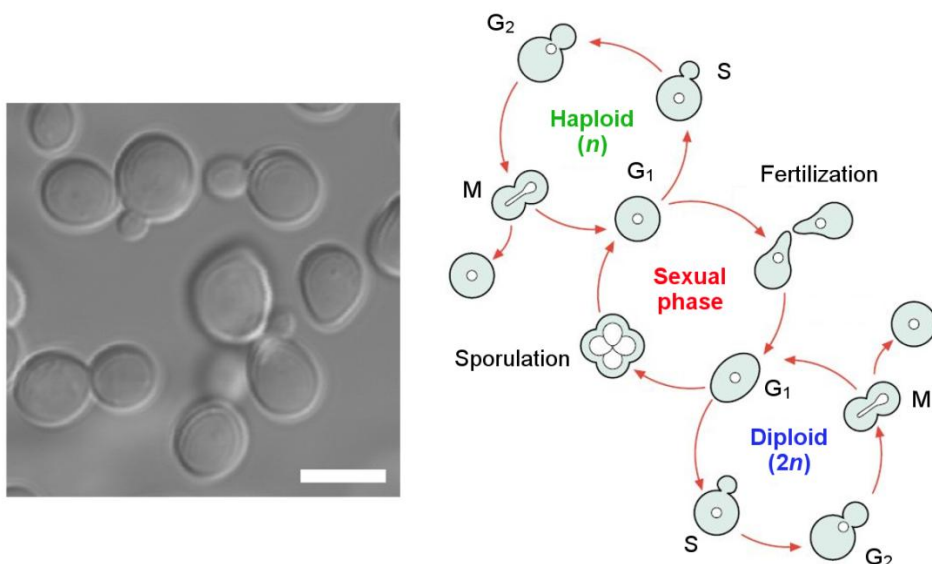 G₂
S
Haploid
(n)
M
G₁
Fertilization
Sexual
phase
Sporulation
G₁
M
Diploid
(2n)
S
G₂